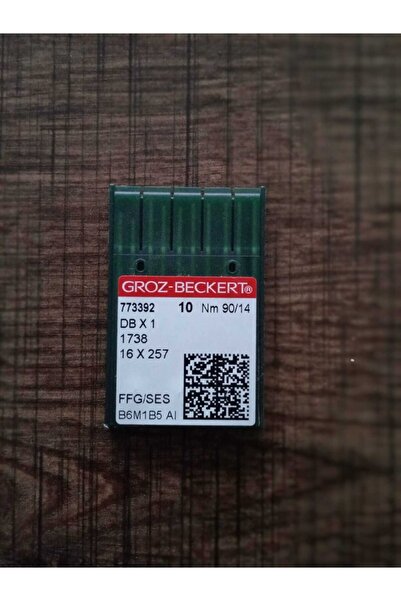 GROZ-BECKERT®
773392 10 Nm 90/14
DB X 1
1738
16 X 257
FFG/SES
B6M1B5 AI